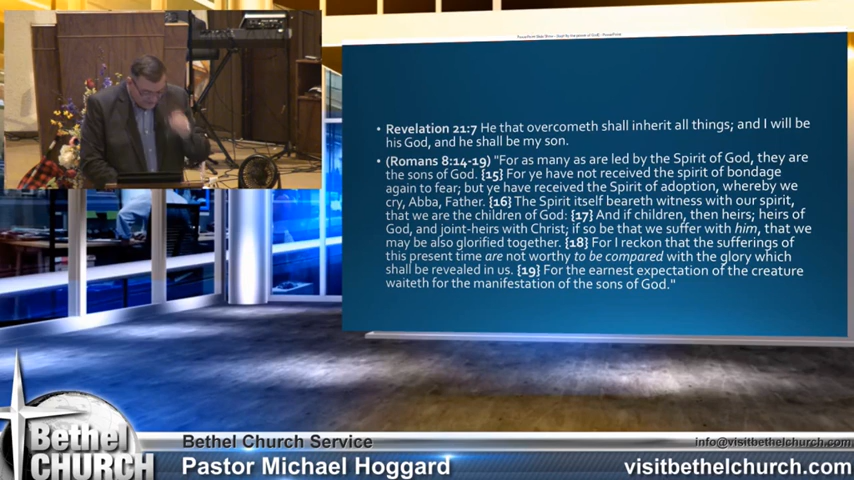 • Revelation 21:7 He that overcometh shall inherit all things; and I will be
his God, and he shall be my son.
• (Romans 8:14-19) "For as many as are led by the Spirit of God, they are
the sons of God. {15} For ye have not received the spirit of bondage
again to fear; but ye have received the Spirit of adoption, whereby we
cry, Abba, Father. {16} The Spirit itself beareth witness with our spirit,
that we are the children of God: {17} And if children, then heirs; heirs of
God, and joint-heirs with Christ; if so be that we suffer with him, that we
may be also glorified together. {18} For I reckon that the sufferings of
this present time are not worthy to be compared with the glory which
shall be revealed in us. {19} For the earnest expectation of the creature
waiteth for the manifestation of the sons of God."
Bethel
CHURCH
Bethel Church Service
info@visitbethelchurch.com
Pastor Michael Hoggard
visitbethelchurch.com